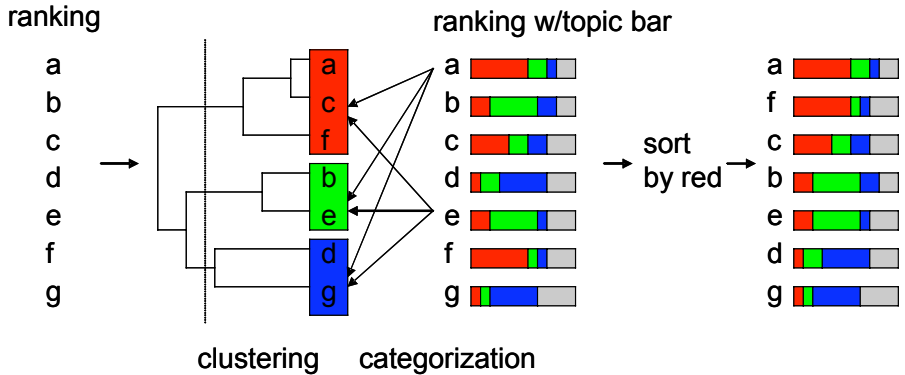 ranking
a
b
c
d
e
f
g
a
c
f
b
e
d
g
clustering
categorization
ranking w/topic bar
a
b
c
d
e
f
g
sort
by red
a
f
c
b
e
d
g